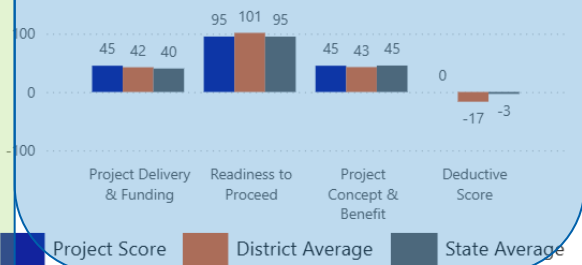 100
95 101 95
45 42 40
45 43 45
0
0
-17 -3
-100
Project Delivery & Funding
Readiness to Proceed
Project Concept & Benefit
Deductive Score
Project Score District Average State Average